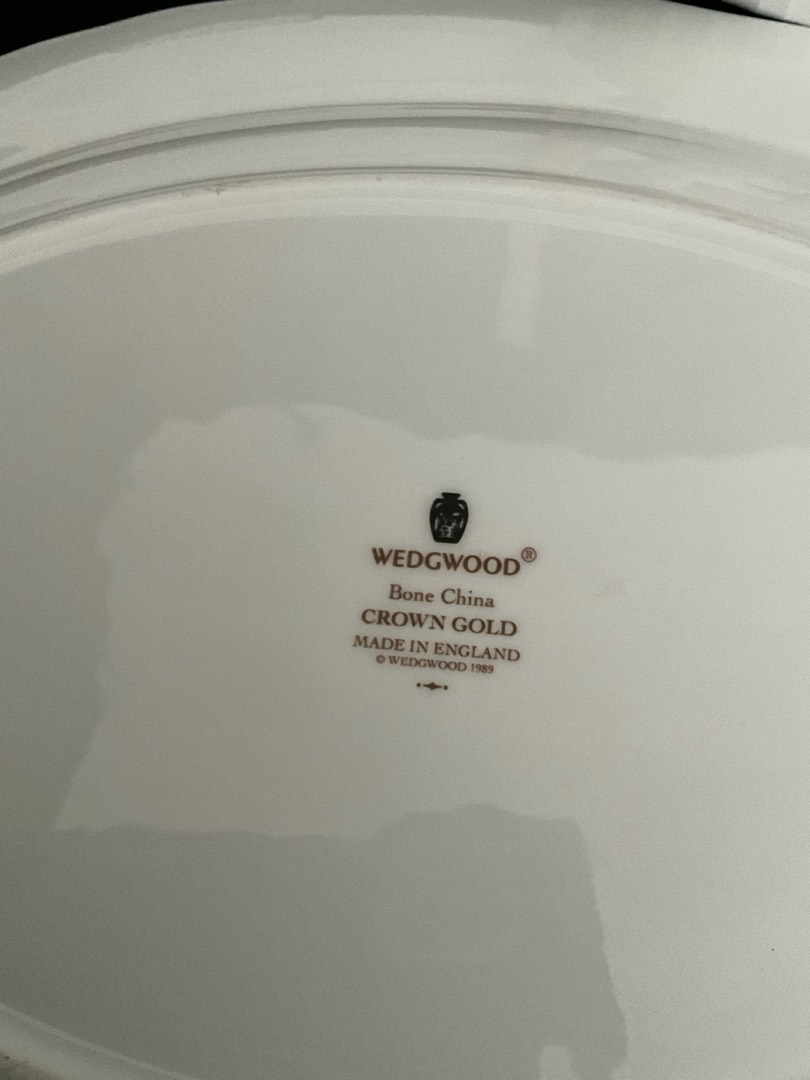 WEDGWOOD®
Bone China
CROWN GOLD
MADE IN ENGLAND
© WEDGWOOD 1989